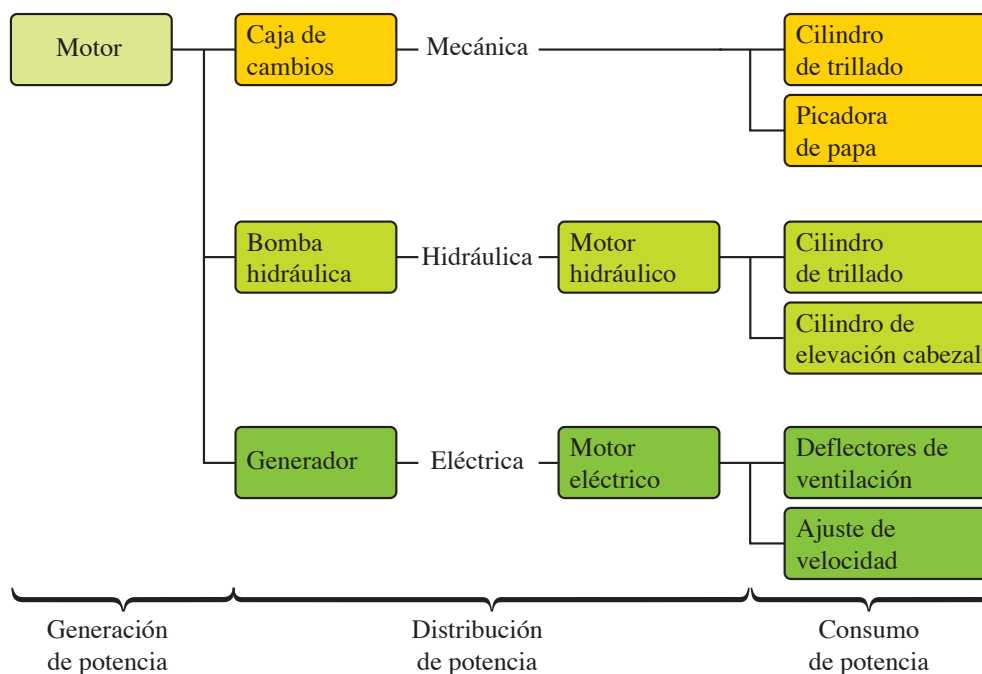 Motor
Caja de
cambios
Mecánica
Cilindro
de trillado
Picadora
de papa
Bomba
hidráulica
Hidráulica
Motor
hidráulico
Cilindro
de trillado
Cilindro de
elevación cabezal
Generador
Eléctrica
Motor
eléctrico
Deflectores de
ventilación
Ajuste de
velocidad
Generación
de potencia
Distribución
de potencia
Consumo
de potencia